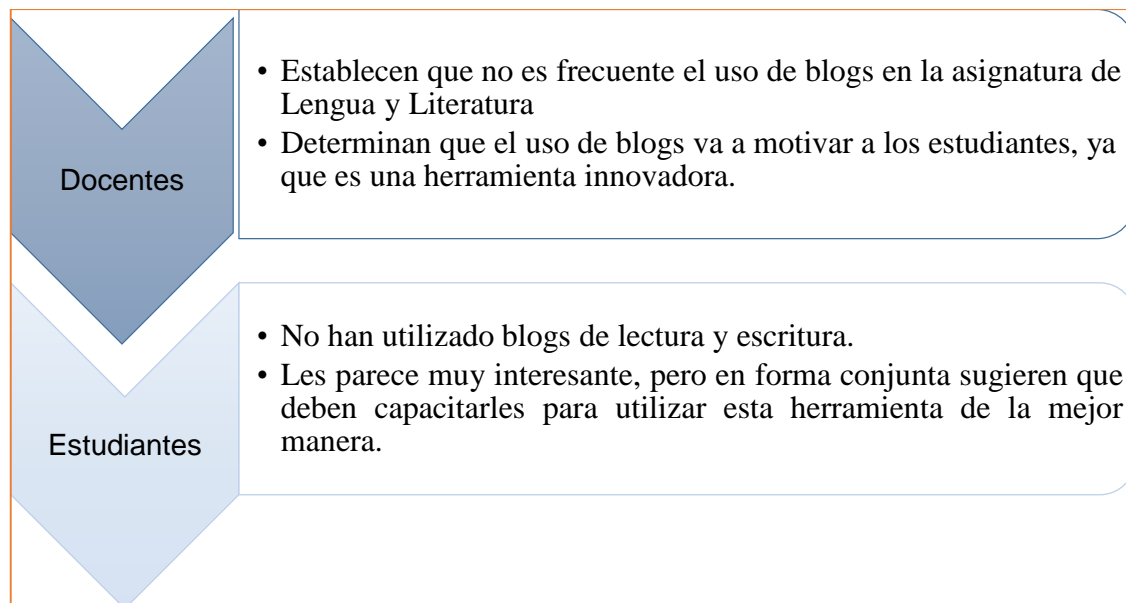 Docentes
• Establecen que no es frecuente el uso de blogs en la asignatura de
Lengua y Literatura
• Determinan que el uso de blogs va a motivar a los estudiantes, ya
que es una herramienta innovadora.
Estudiantes
• No han utilizado blogs de lectura y escritura.
• Les parece muy interesante, pero en forma conjunta sugieren que
deben capacitarles para utilizar esta herramienta de la mejor
manera.